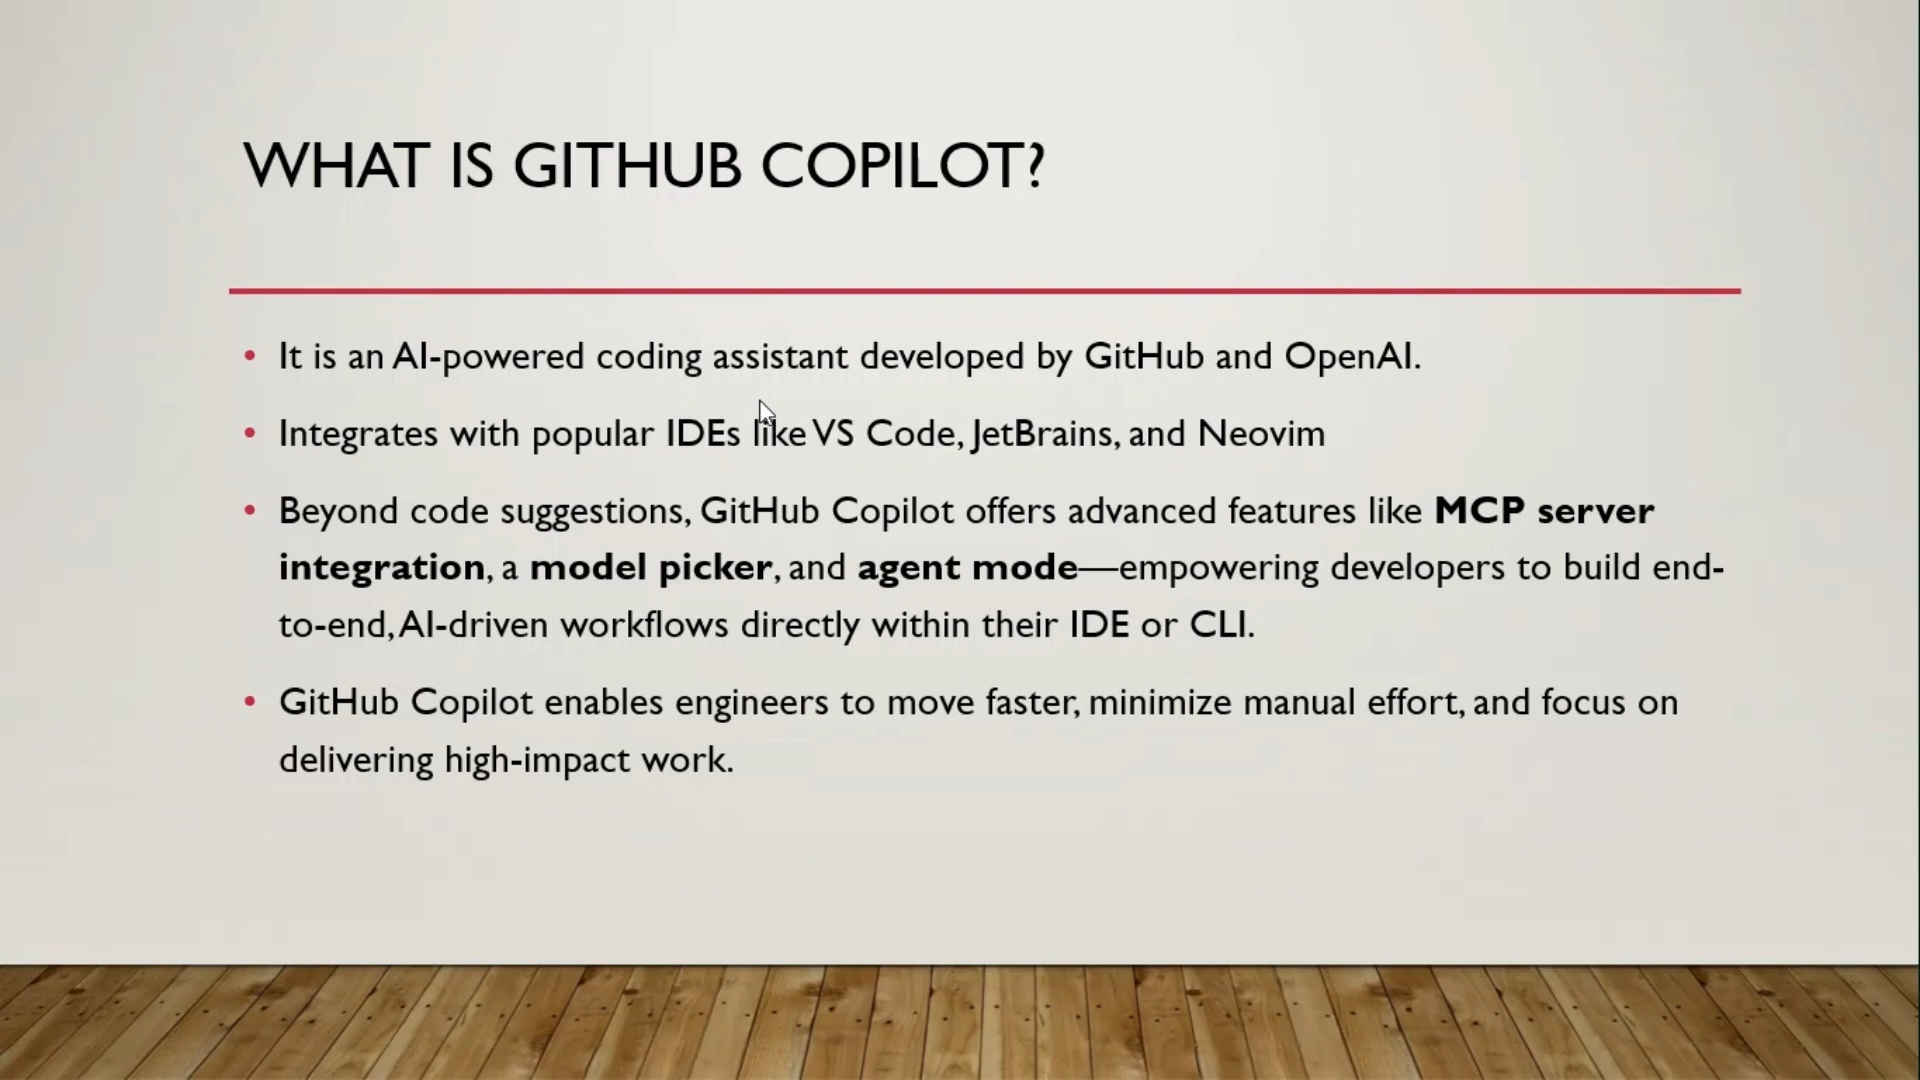 WHAT IS GITHUB COPILOT?
• It is an AI-powered coding assistant developed by GitHub and OpenAI.
• Integrates with popular IDEs like VS Code, JetBrains, and Neovim
• Beyond code suggestions, GitHub Copilot offers advanced features like MCP server
integration, a model picker, and agent mode—empowering developers to build end-
to-end, AI-driven workflows directly within their IDE or CLI.
• GitHub Copilot enables engineers to move faster, minimize manual effort, and focus on
delivering high-impact work.